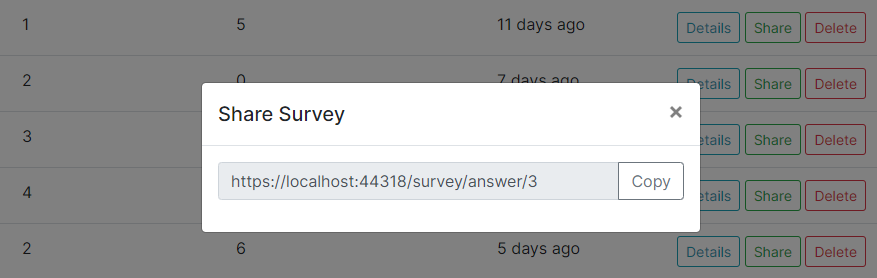 1 5 11 days ago Details Share Delete
2 0 7 days ago Details Share Delete
Share Survey ×
3 Share Delete
https://localhost:44318/survey/answer/3 Copy
4 Share Delete
2 6 5 days ago Details Share Delete